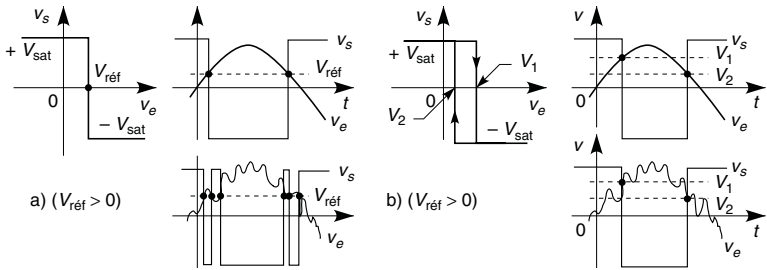 v_s
+ V_sat
V_réf
0
v_e
− V_sat
v_s
V_réf
t
v_e
v_s
V_réf
v_e
a) (V_réf > 0)
v_s
+ V_sat
V_1
0
V_2
v_e
− V_sat
b) (V_réf > 0)
v
v_s
V_1
V_2
0
t
v_e
v
v_s
V_1
V_2
0
t
v_e